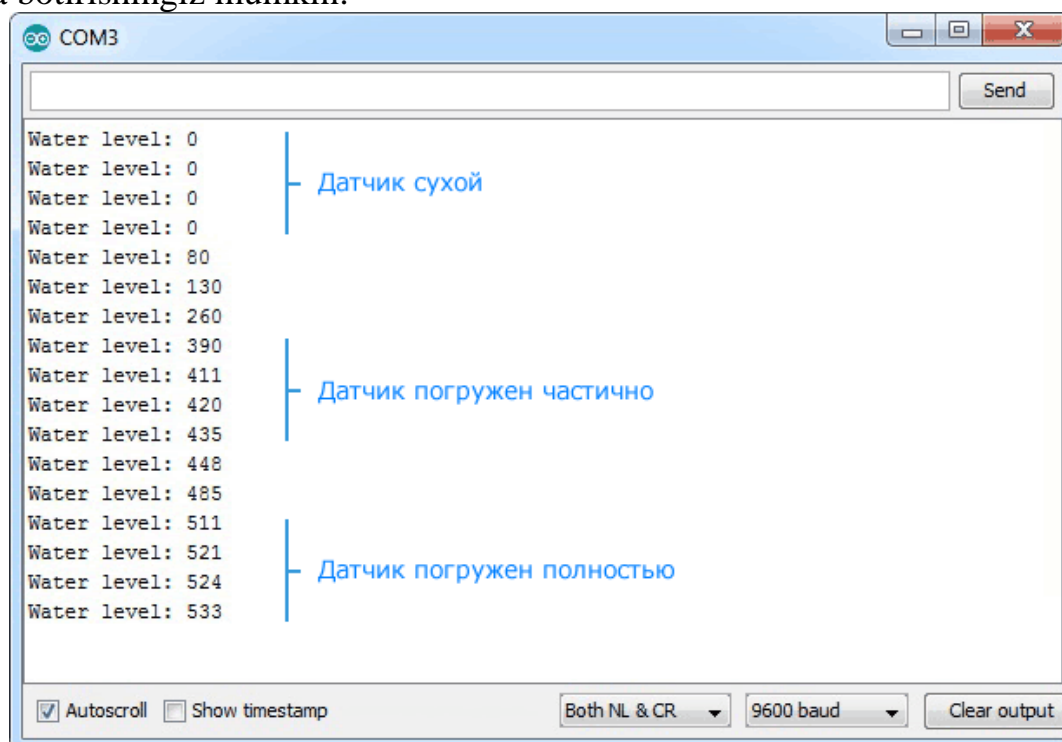 botirishingiz mumkin.
COM3
Send
Water level: 0
Water level: 0
Датчик сухой
Water level: 0
Water level: 0
Water level: 80
Water level: 130
Water level: 260
Water level: 390
Water level: 411
Датчик погружен частично
Water level: 420
Water level: 435
Water level: 448
Water level: 485
Water level: 511
Water level: 521
Датчик погружен полностью
Water level: 524
Water level: 533
Autoscroll Show timestamp Both NL & CR 9600 baud Clear output